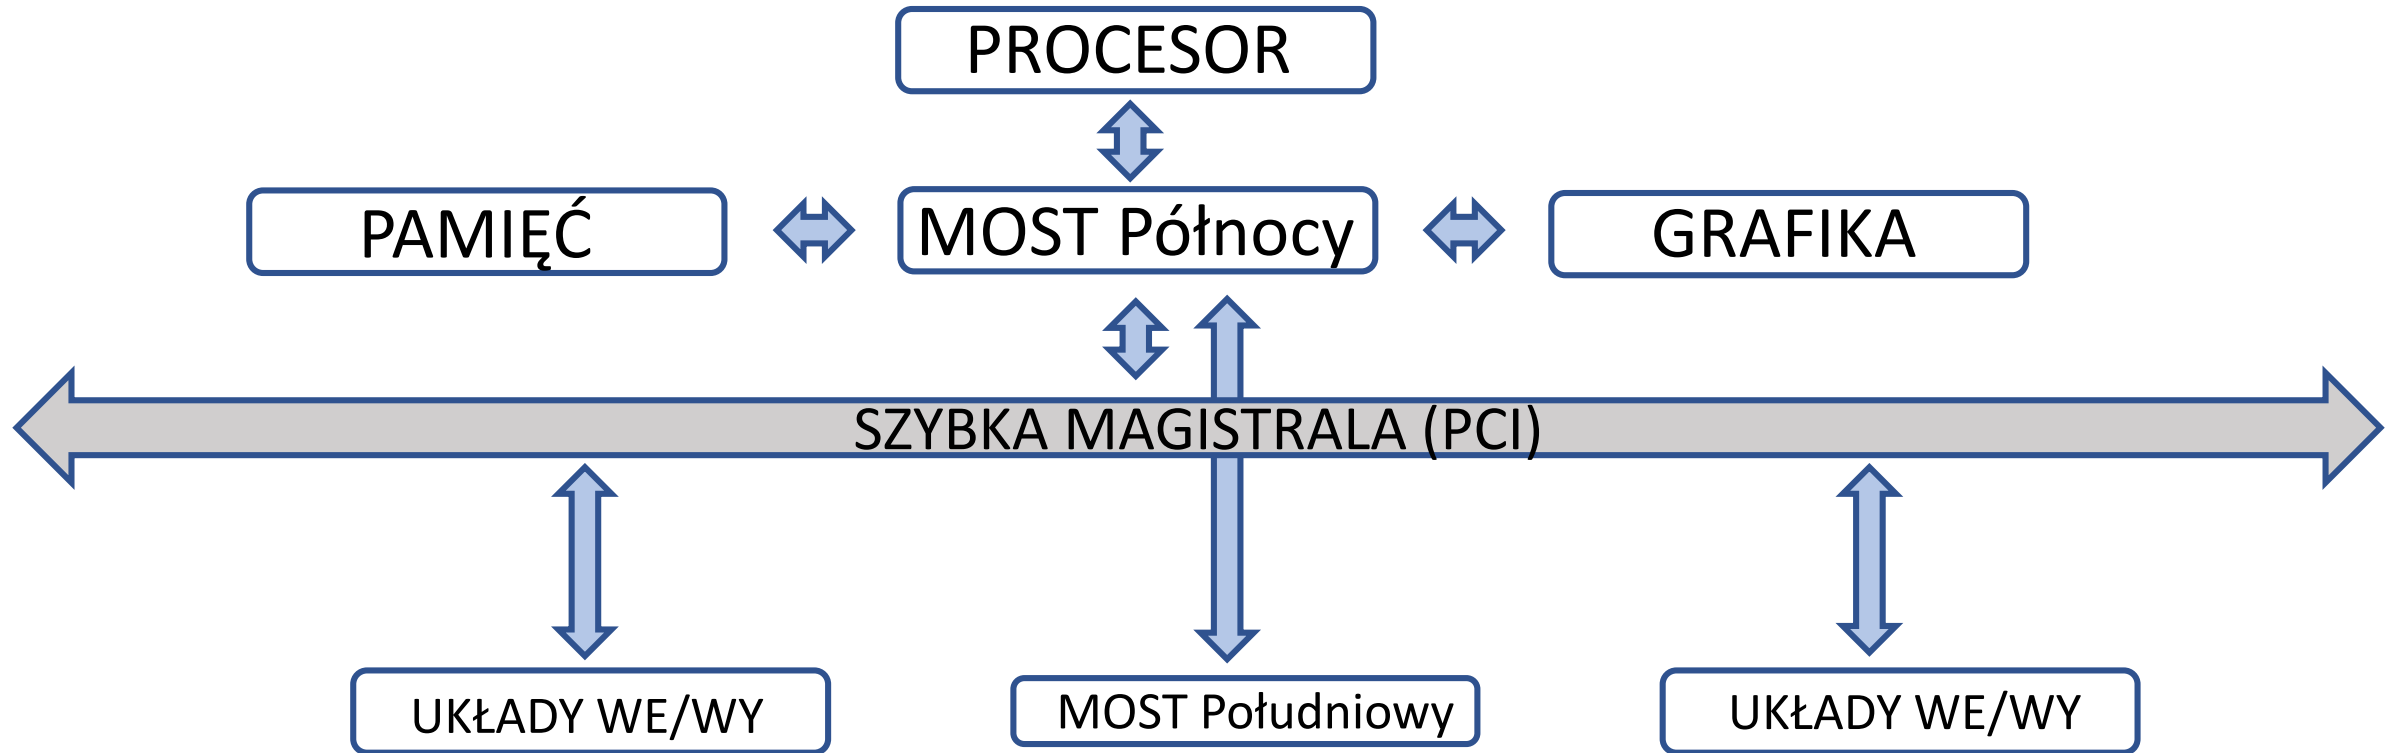 PROCESOR
PAMIĘĆ
MOST Północy
GRAFIKA
SZYBKA MAGISTRALA (PCI)
UKŁADY WE/WY
MOST Południowy
UKŁADY WE/WY